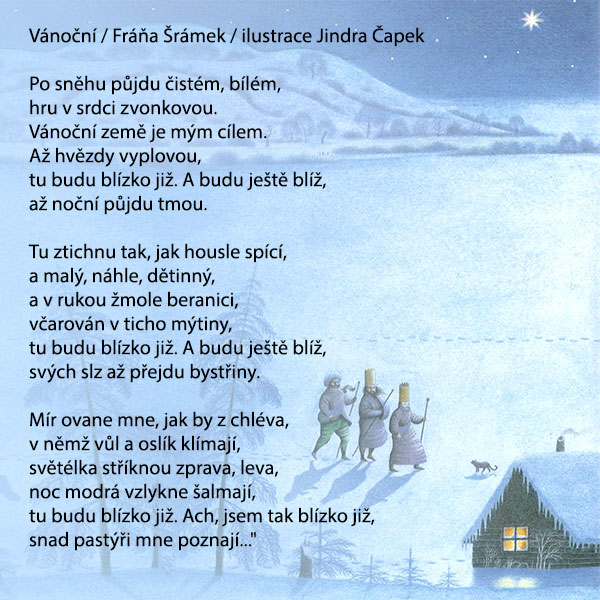 Vánoční / Fráňa Šrámek / ilustrace Jindra Čapek
Po sněhu půjdu čistém, bílém,
hru v srdci zvonkovou.
Vánoční země je mým cílem.
Až hvězdy vyplovou,
tu budu blízko již. A budu ještě blíž,
až noční půjdu tmou.
Tu ztichnu tak, jak housle spící,
a malý, náhle, dětinný,
a v rukou žmole beranici,
včarován v ticho mýtiny,
tu budu blízko již. A budu ještě blíž,
svých slz až přejdu bystřiny.
Mír ovane mne, jak by z chléva,
v němž vůl a oslík klímají,
světélka stříknou zprava, leva,
noc modrá vzlykne šalmají,
tu budu blízko již. Ach, jsem tak blízko již,
snad pastýři mne poznají..."